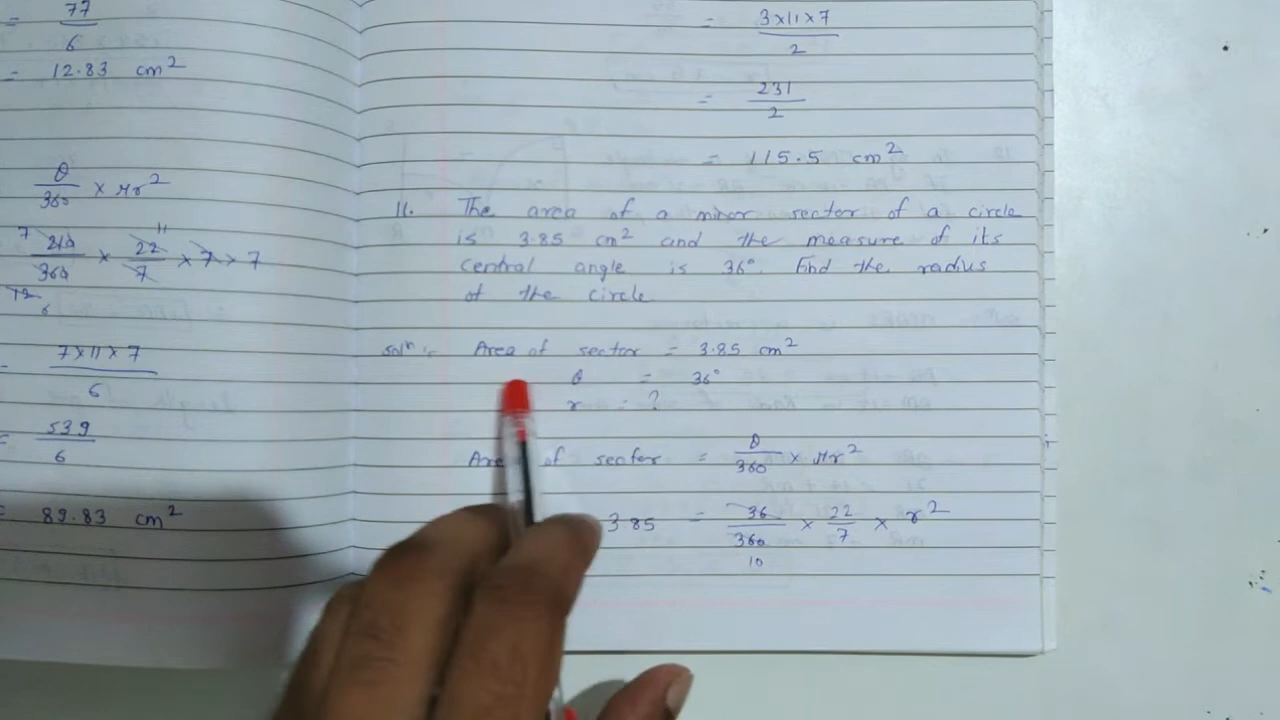 = 77
6
= 12.83 cm²
θ
360 × πr²
7 210 × 22 11 × 7 × 7
360 7
12
6
= 7×11×7
6
= 539
6
= 89.83 cm²
= 3×11×7
2
= 231
2
= 115.5 cm²
11. The area of a minor sector of a circle
is 3.85 cm² and the measure of its
central angle is 36°. Find the radius
of the circle
solⁿ :- Area of sector = 3.85 cm²
θ = 36°
r = ?
Area of sector = θ/360 × πr²
3.85 = 36/360 × 22/7 × r²
10